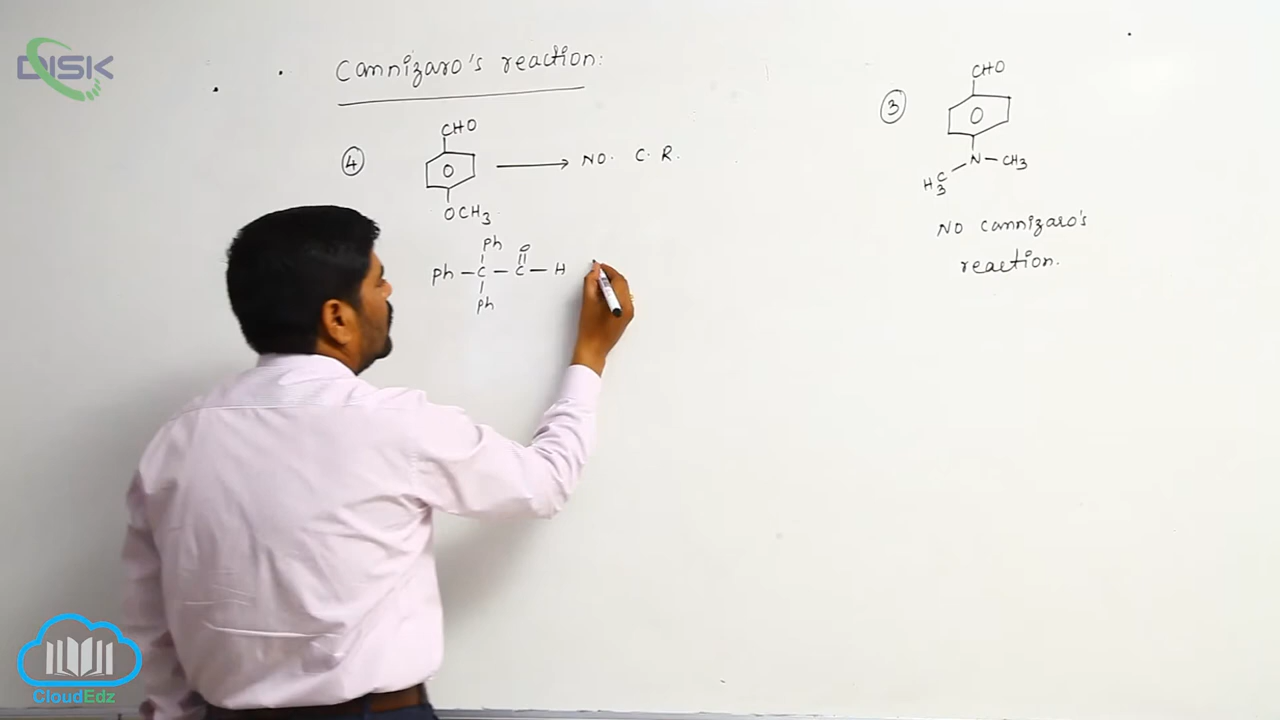 DISK
Cannizaro's reaction:
4
CHO
NO. C. R.
OCH3
ph
O
ph – C – C – H
ph
3
CHO
N – CH3
H3C
NO cannizaro's
reaction.
CloudEdz